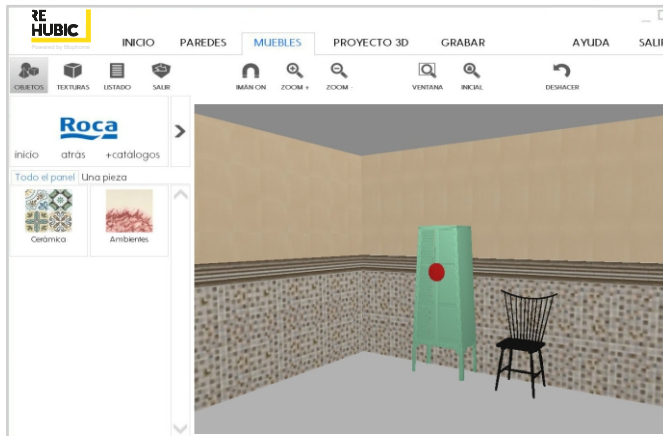 RE
HUBIC
Powered by Blophome
INICIO PAREDES MUEBLES PROYECTO 3D GRABAR AYUDA SALIR
OBJETOS TEXTURAS LISTADO SALIR IMÁN ON ZOOM + ZOOM - VENTANA INICIAL DESHACER
Roca
inicio atrás +catálogos
Todo el panel Una pieza
Cerámica Ambientes